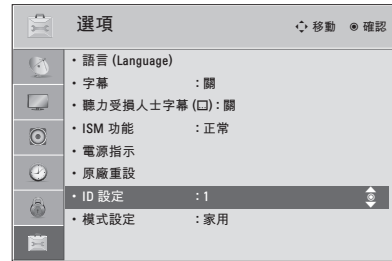 選項 移動 確認
・語言 (Language)
・字幕 ：關
・聽力受損人士字幕 (☐)：關
・ISM 功能 ：正常
・電源指示
・原廠重設
・ID 設定 ：1
・模式設定 ：家用